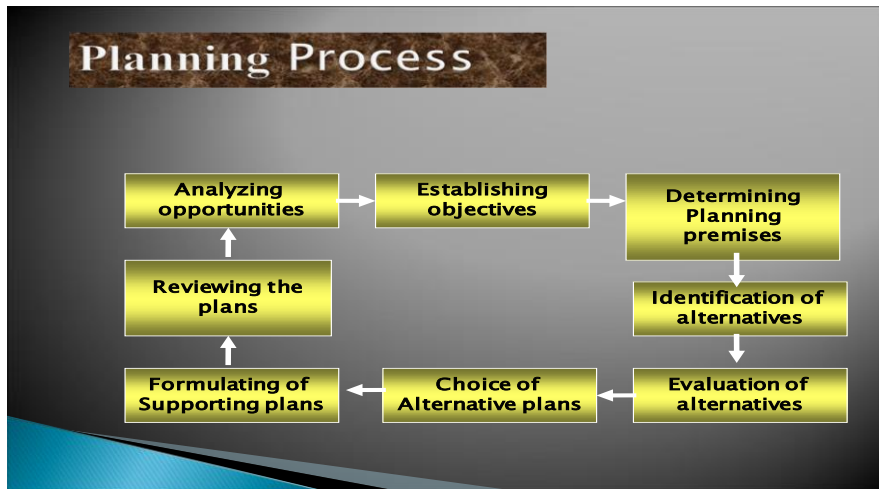 Planning Process
Analyzing
opportunities
Establishing
objectives
Determining
Planning
premises
Identification of
alternatives
Evaluation of
alternatives
Choice of
Alternative plans
Formulating of
Supporting plans
Reviewing the
plans